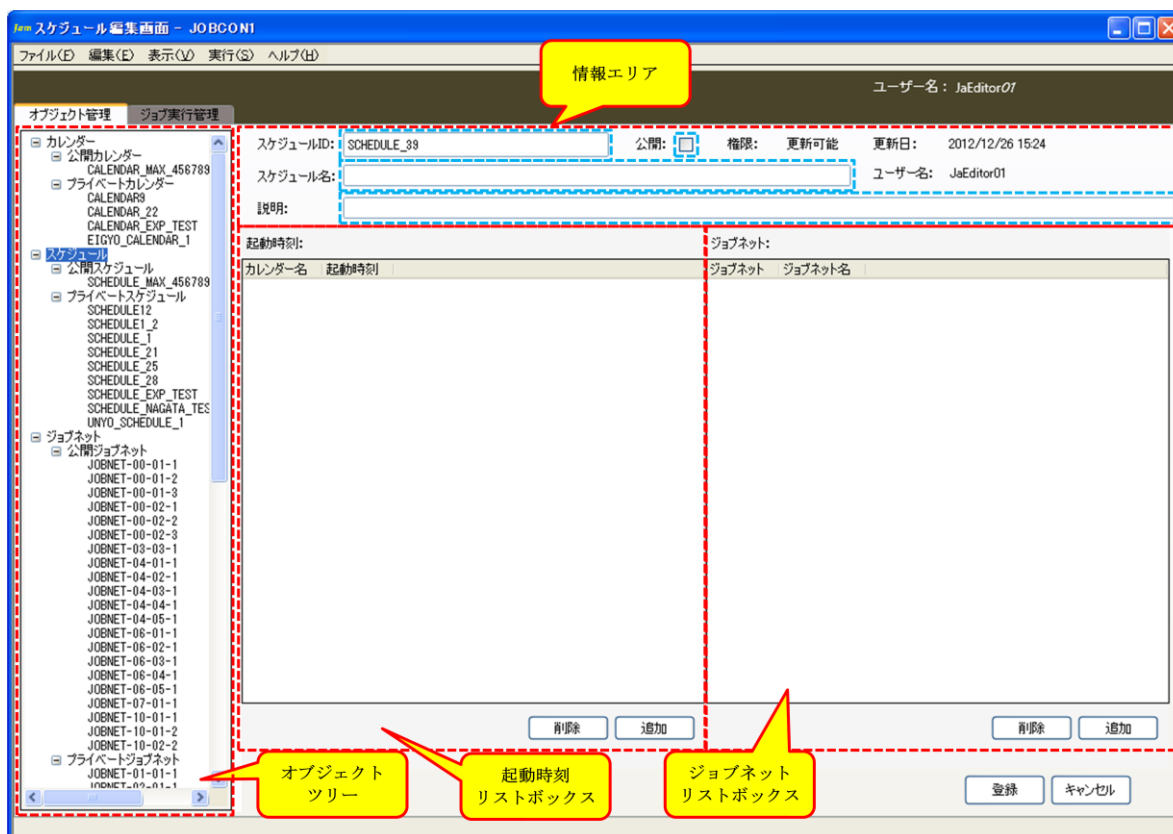 Jam スケジュール編集画面 - JOBCON1
ファイル(F) 編集(E) 表示(V) 実行(S) ヘルプ(H)
情報エリア
ユーザー名: JaEditor01
オブジェクト管理 ジョブ実行管理
カレンダー
公開カレンダー
CALENDAR_MAX_456789
プライベートカレンダー
CALENDAR9
CALENDAR_22
CALENDAR_EXP_TEST
EIGYO_CALENDAR_1
スケジュール
公開スケジュール
SCHEDULE_MAX_456789
プライベートスケジュール
SCHEDULE12
SCHEDULE1_2
SCHEDULE_1
SCHEDULE_21
SCHEDULE_25
SCHEDULE_28
SCHEDULE_EXP_TEST
SCHEDULE_NAGATA_TES
UNYO_SCHEDULE_1
ジョブネット
公開ジョブネット
JOBNET-00-01-1
JOBNET-00-01-2
JOBNET-00-01-3
JOBNET-00-02-1
JOBNET-00-02-2
JOBNET-00-02-3
JOBNET-03-03-1
JOBNET-04-01-1
JOBNET-04-02-1
JOBNET-04-03-1
JOBNET-04-04-1
JOBNET-04-05-1
JOBNET-06-01-1
JOBNET-06-02-1
JOBNET-06-03-1
JOBNET-06-04-1
JOBNET-06-05-1
JOBNET-07-01-1
JOBNET-10-01-1
JOBNET-10-01-2
JOBNET-10-02-2
プライベートジョブネット
JOBNET-01-01-1
JOBNET-02-01-1
スケジュールID: SCHEDULE_39 公開: 権限: 更新可能 更新日: 2012/12/26 15:24
スケジュール名: ユーザー名: JaEditor01
説明:
起動時刻: ジョブネット:
カレンダー名 起動時刻 ジョブネット ジョブネット名
削除 追加 削除 追加
オブジェクト
ツリー
起動時刻
リストボックス
ジョブネット
リストボックス
登録 キャンセル